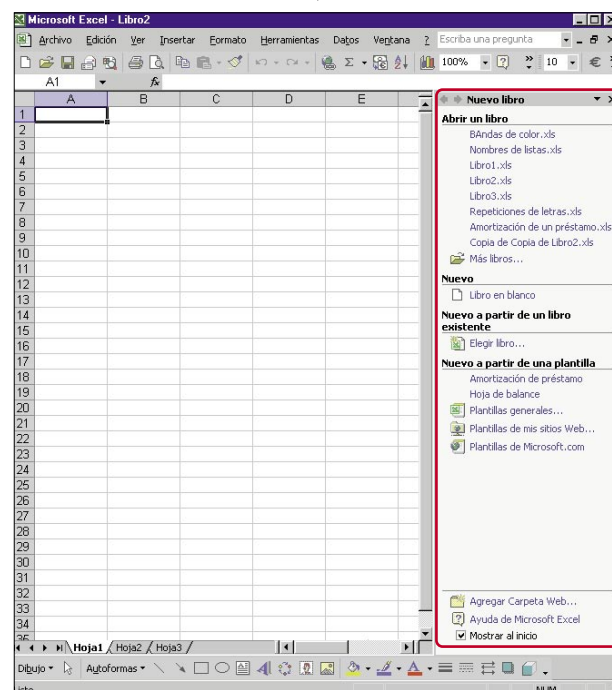 Microsoft Excel - Libro2
Archivo Edición Ver Insertar Formato Herramientas Datos Ventana ? Escriba una pregunta
100% 10 €
A1 fx
A B C D E
Nuevo libro
Abrir un libro
BAndas de color.xls
Nombres de listas.xls
Libro1.xls
Libro2.xls
Libro3.xls
Repeticiones de letras.xls
Amortización de un préstamo.xls
Copia de Copia de Libro2.xls
Más libros...
Nuevo
Libro en blanco
Nuevo a partir de un libro
existente
Elegir libro...
Nuevo a partir de una plantilla
Amortización de préstamo
Hoja de balance
Plantillas generales...
Plantillas de mis sitios Web...
Plantillas de Microsoft.com
Agregar Carpeta Web...
Ayuda de Microsoft Excel
Mostrar al inicio
1
2
3
4
5
6
7
8
9
10
11
12
13
14
15
16
17
18
19
20
21
22
23
24
25
26
27
28
29
30
31
32
33
34
35
Hoja1 Hoja2 Hoja3
Dibujo Autoformas
Listo NUM